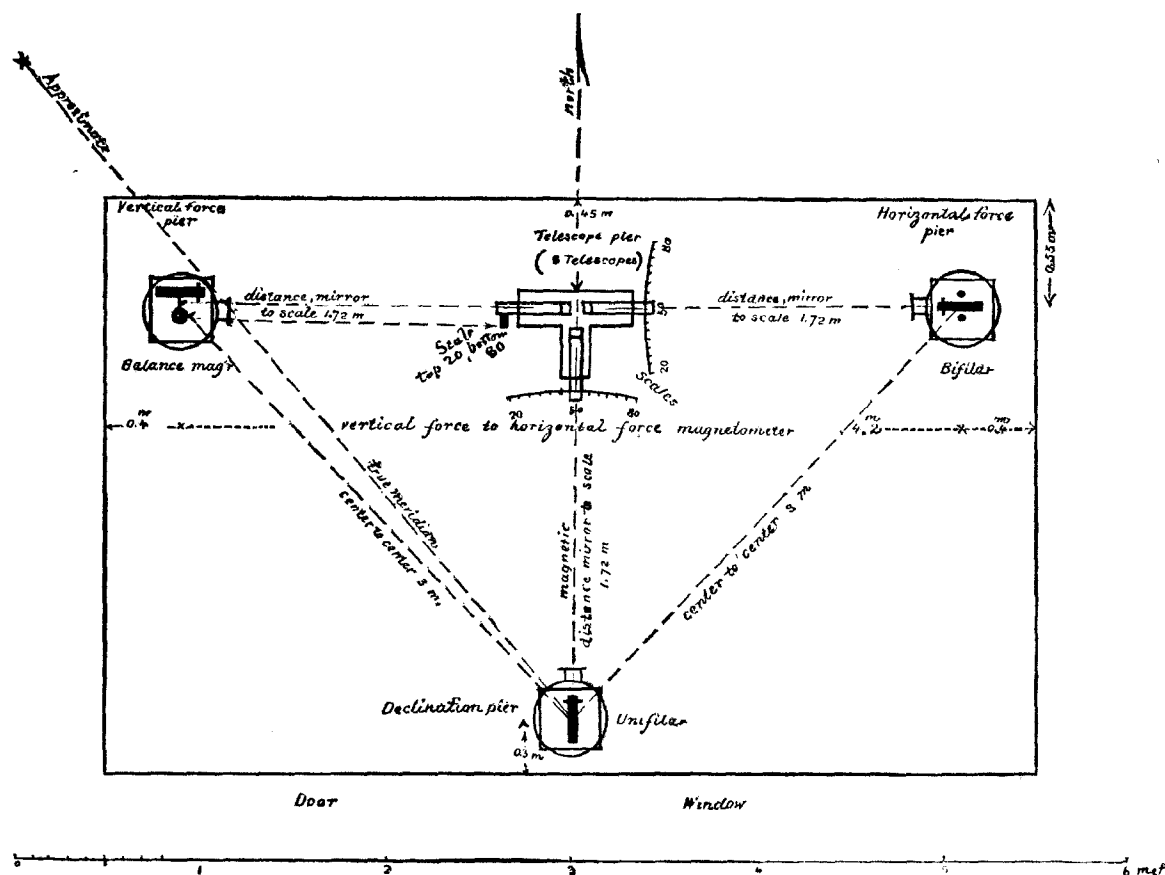 Approximate
north
Vertical force
pier
0.45 m
Telescope pier
(3 Telescopes)
80
50
20
Scales
Horizontal force
pier
0.55 m
distance, mirror
to scale 1.72 m
distance, mirror
to scale 1.72 m
Scale
top 20, bottom
80
Balance magr
Bifilar
20
50
80
0.4 m
vertical force to horizontal force magnetometer
4.2 m
0.4 m
true meridian
center to center 3 m.
magnetic
distance mirror to scale
1.72 m
center to center 3 m
Declination pier
Unifilar
0.3 m
Door
Window
0
1
2
3
4
5
6 met